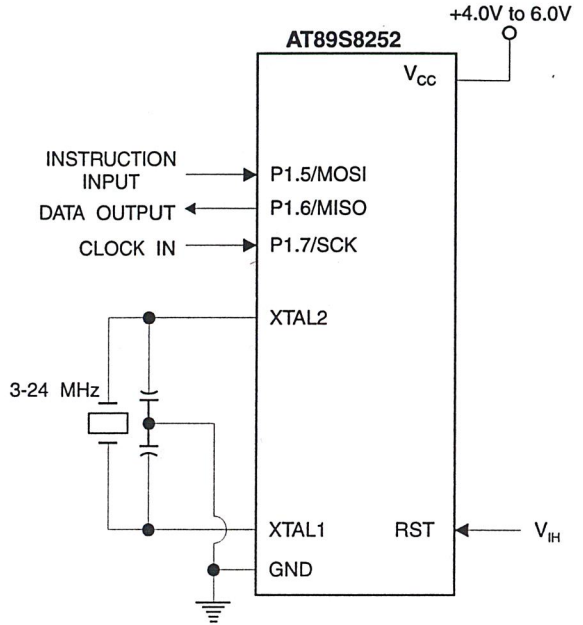 +4.0V to 6.0V
AT89S8252
VCC
INSTRUCTION
INPUT
P1.5/MOSI
DATA OUTPUT
P1.6/MISO
CLOCK IN
P1.7/SCK
XTAL2
3-24 MHz
XTAL1
RST
VIH
GND